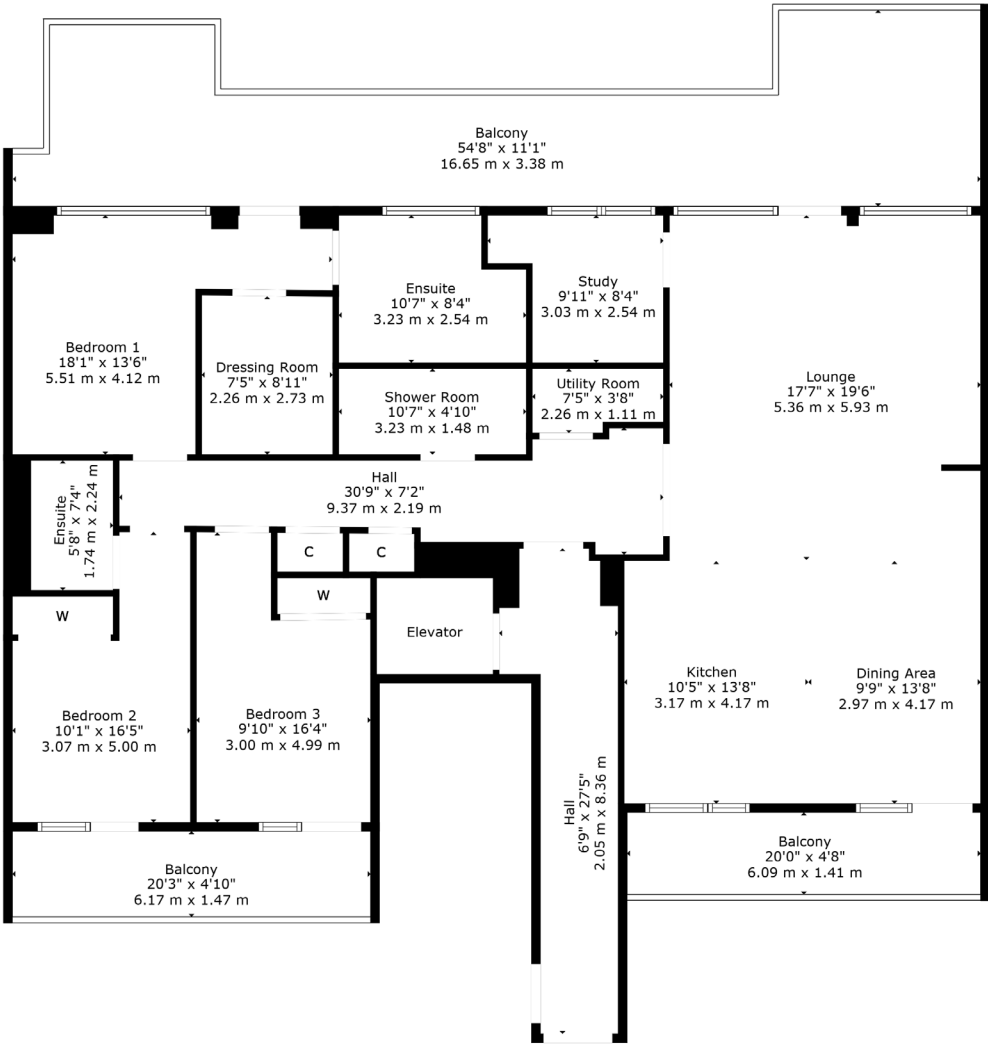 Balcony
54'8" x 11'1"
16.65 m x 3.38 m
Ensuite
10'7" x 8'4"
3.23 m x 2.54 m
Study
9'11" x 8'4"
3.03 m x 2.54 m
Bedroom 1
18'1" x 13'6"
5.51 m x 4.12 m
Dressing Room
7'5" x 8'11"
2.26 m x 2.73 m
Shower Room
10'7" x 4'10"
3.23 m x 1.48 m
Utility Room
7'5" x 3'8"
2.26 m x 1.11 m
Lounge
17'7" x 19'6"
5.36 m x 5.93 m
Hall
30'9" x 7'2"
9.37 m x 2.19 m
Ensuite
5'8" x 7'4"
1.74 m x 2.24 m
C
C
W
W
Elevator
Kitchen
10'5" x 13'8"
3.17 m x 4.17 m
Dining Area
9'9" x 13'8"
2.97 m x 4.17 m
Bedroom 2
10'1" x 16'5"
3.07 m x 5.00 m
Bedroom 3
9'10" x 16'4"
3.00 m x 4.99 m
Hall
6'9" x 27'5"
2.05 m x 8.36 m
Balcony
20'3" x 4'10"
6.17 m x 1.47 m
Balcony
20'0" x 4'8"
6.09 m x 1.41 m